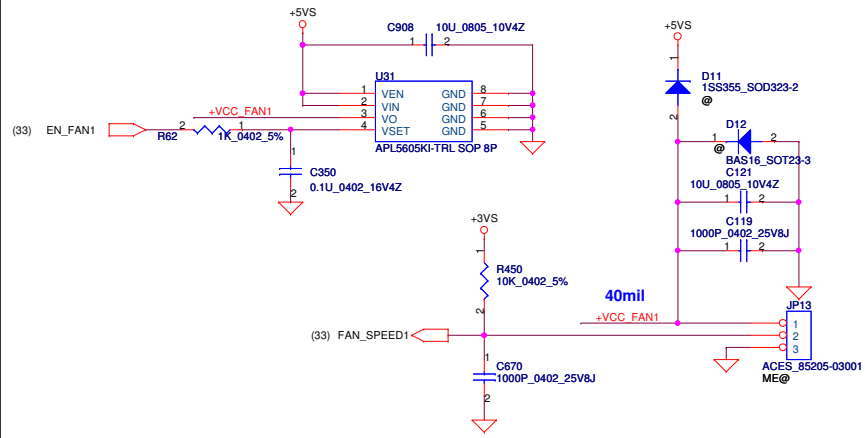 +5VS
C908 10U_0805_10V4Z
1 2
U31
1 VEN GND 8
2 VIN GND 7
3 VO GND 6
4 VSET GND 5
APL5605KI-TRL SOP 8P
+VCC_FAN1
(33) EN_FAN1
2 1
R62 1K_0402_5%
1
C350
0.1U_0402_16V4Z
2
+5VS
1
D11
1SS355_SOD323-2
@
2
D12
1 2
@
BAS16_SOT23-3
C121
10U_0805_10V4Z
1 2
C119
1000P_0402_25V8J
1 2
+3VS
1
R450
10K_0402_5%
2
40mil
+VCC_FAN1
(33) FAN_SPEED1
1
C670
1000P_0402_25V8J
2
JP13
1
2
3
ACES_85205-03001
ME@